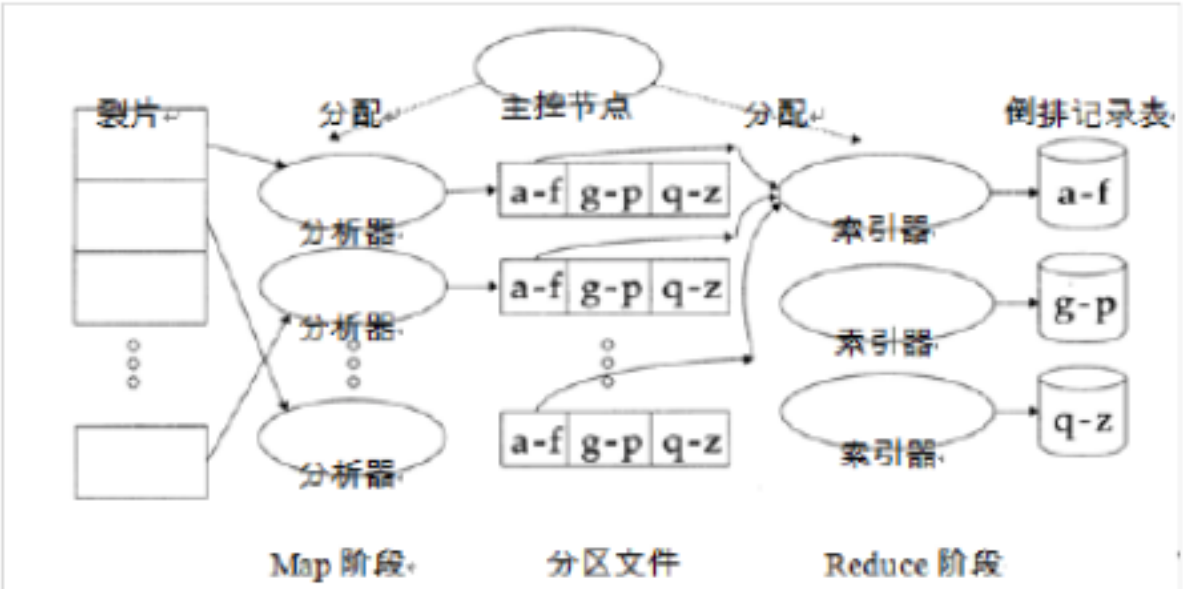 主控节点
裂片 分配 分配 倒排记录表
a-f g-p q-z a-f
分析器 索引器
a-f g-p q-z g-p
分析器 索引器
a-f g-p q-z q-z
分析器 索引器
Map 阶段 分区文件 Reduce 阶段